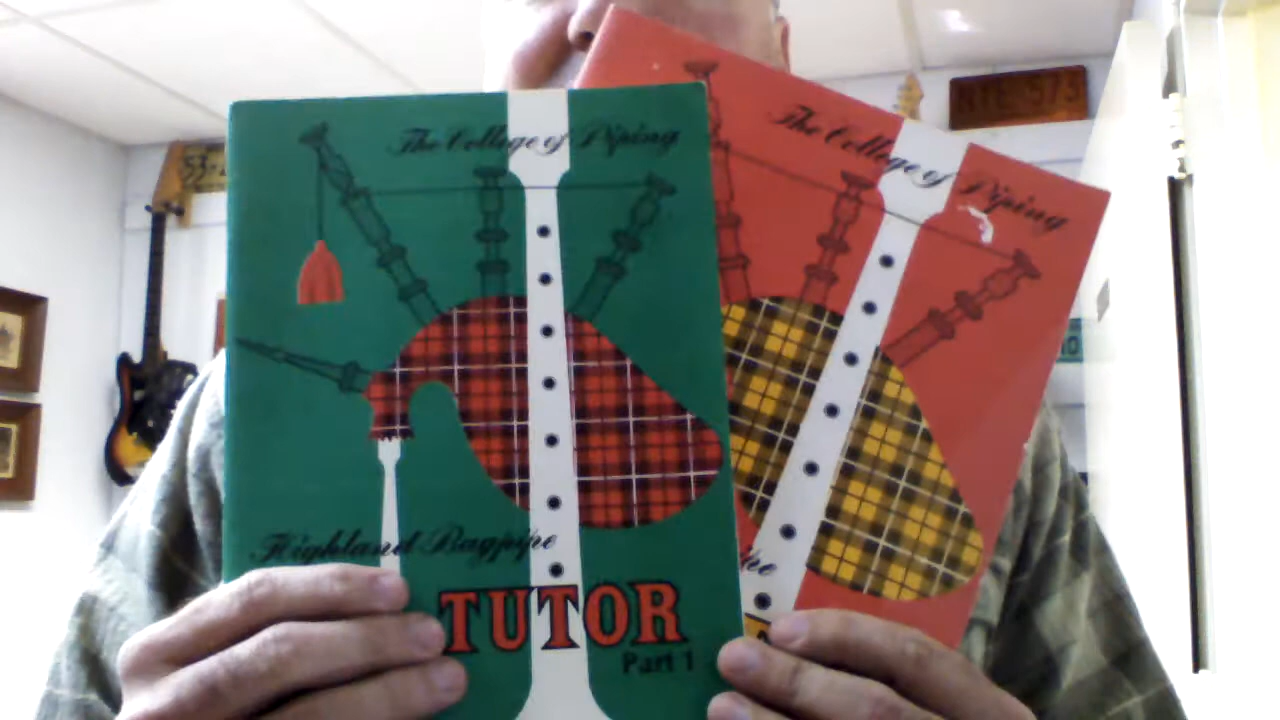 The College of Piping
Highland Bagpipe
TUTOR
Part 1
The College of Piping